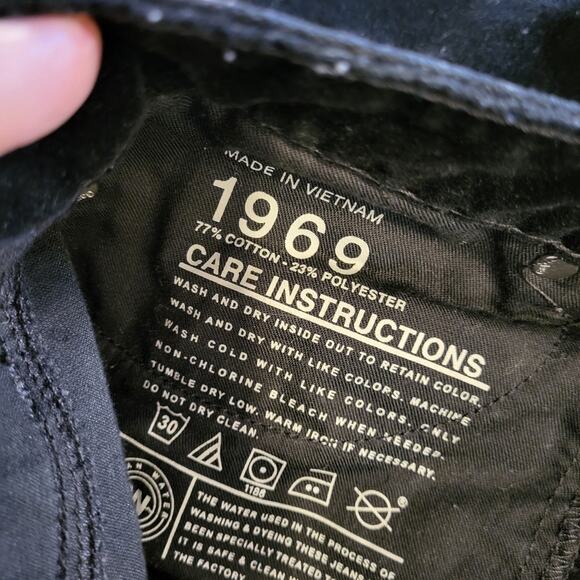 MADE IN VIETNAM
1969
77% COTTON - 23% POLYESTER
CARE INSTRUCTIONS
WASH AND DRY INSIDE OUT TO RETAIN COLOR.
WASH AND DRY WITH LIKE COLORS. MACHINE
WASH COLD WITH LIKE COLORS. ONLY
NON-CHLORINE BLEACH WHEN NEEDED.
TUMBLE DRY LOW. WARM IRON IF NECESSARY.
DO NOT DRY CLEAN.
30
1188
W
THE WATER USED IN THE PROCESS OF
WASHING & DYEING THESE JEANS
BEEN SPECIALLY TREATED
IT IS SAFE & CLEAN
THE FACTORY.